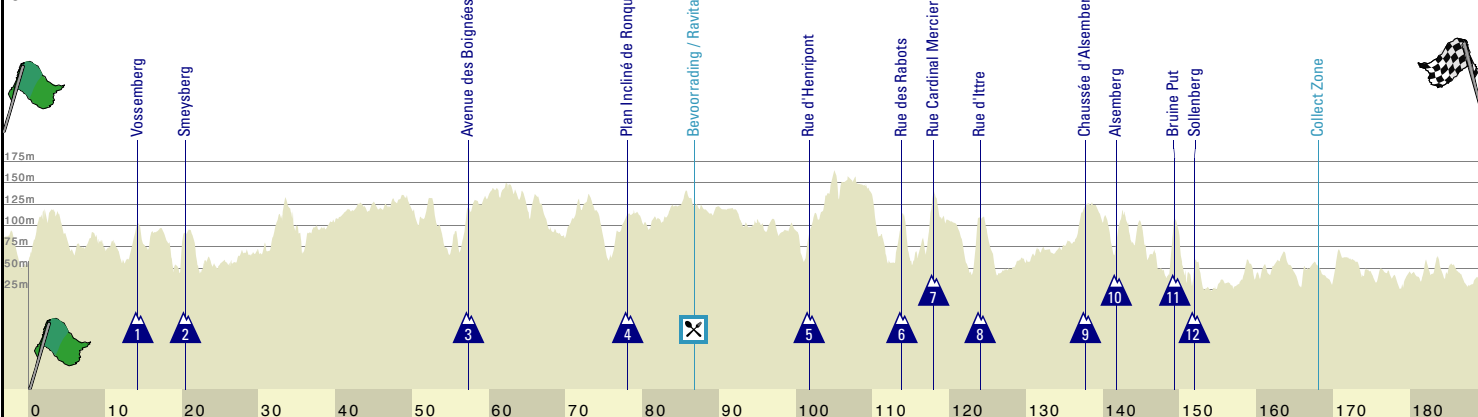 Vossemberg
Smeysberg
Avenue des Boignées
Plan Incliné de Ronqu
Bevoorrading / Ravita
Rue d'Henripont
Rue des Rabots
Rue Cardinal Mercier
Rue d'Ittre
Chaussée d'Alsember
Alsemberg
Bruine Put
Sollenberg
Collect Zone
175m
150m
125m
100m
75m
50m
25m
1 2 3 4 5 6 7 8 9 10 11 12
0 10 20 30 40 50 60 70 80 90 100 110 120 130 140 150 160 170 180